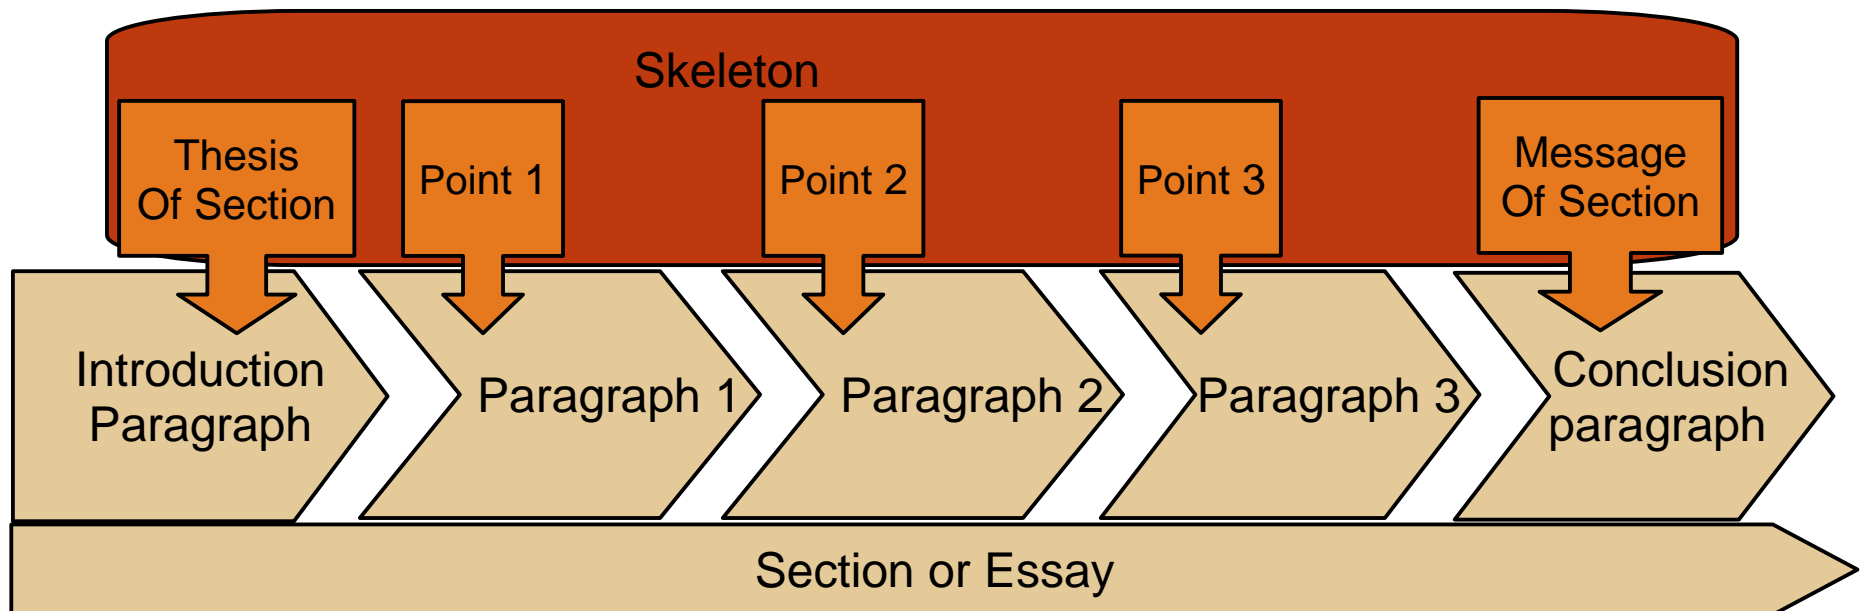 Skeleton
Thesis
Of Section
Point 1
Point 2
Point 3
Message
Of Section
Introduction
Paragraph
Paragraph 1
Paragraph 2
Paragraph 3
Conclusion
paragraph
Section or Essay